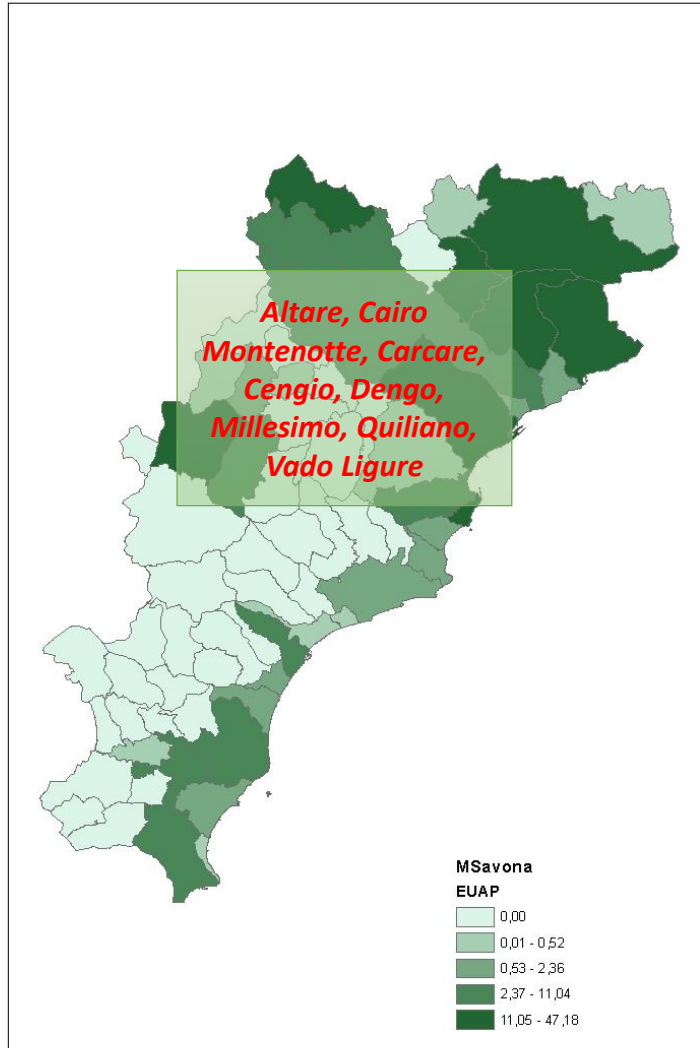 Altare, Cairo
Montenotte, Carcare,
Cengio, Dengo,
Millesimo, Quiliano,
Vado Ligure
MSavona
EUAP
0,00
0,01 - 0,52
0,53 - 2,36
2,37 - 11,04
11,05 - 47,18